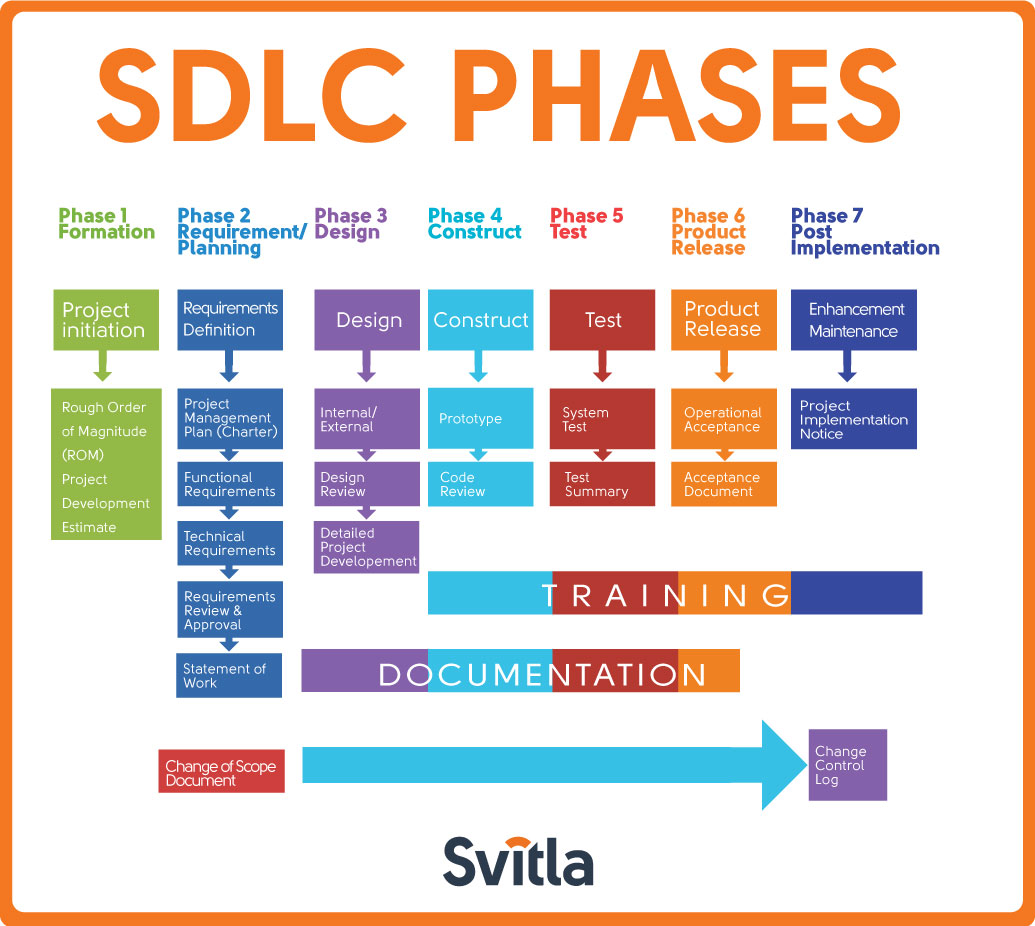 SDLC PHASES
Phase 1
Formation
Phase 2
Requirement/
Planning
Phase 3
Design
Phase 4
Construct
Phase 5
Test
Phase 6
Product
Release
Phase 7
Post
Implementation
Project
initiation
Requirements
Definition
Design
Construct
Test
Product
Release
Enhancement
Maintenance
Rough Order
of Magnitude
(ROM)
Project
Development
Estimate
Project
Management
Plan (Charter)
Functional
Requirements
Technical
Requirements
Requirements
Review &
Approval
Statement of
Work
Internal/
External
Design
Review
Detailed
Project
Developement
Prototype
Code
Review
System
Test
Test
Summary
Operational
Acceptance
Acceptance
Document
Project
Implementation
Notice
TRAINING
DOCUMENTATION
Change of Scope
Document
Change
Control
Log
Svitla